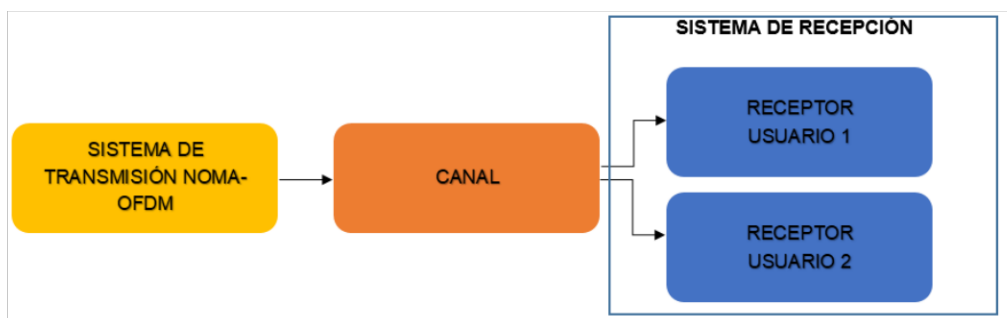 SISTEMA DE RECEPCIÓN
SISTEMA DE
TRANSMISIÓN NOMA-
OFDM
CANAL
RECEPTOR
USUARIO 1
RECEPTOR
USUARIO 2